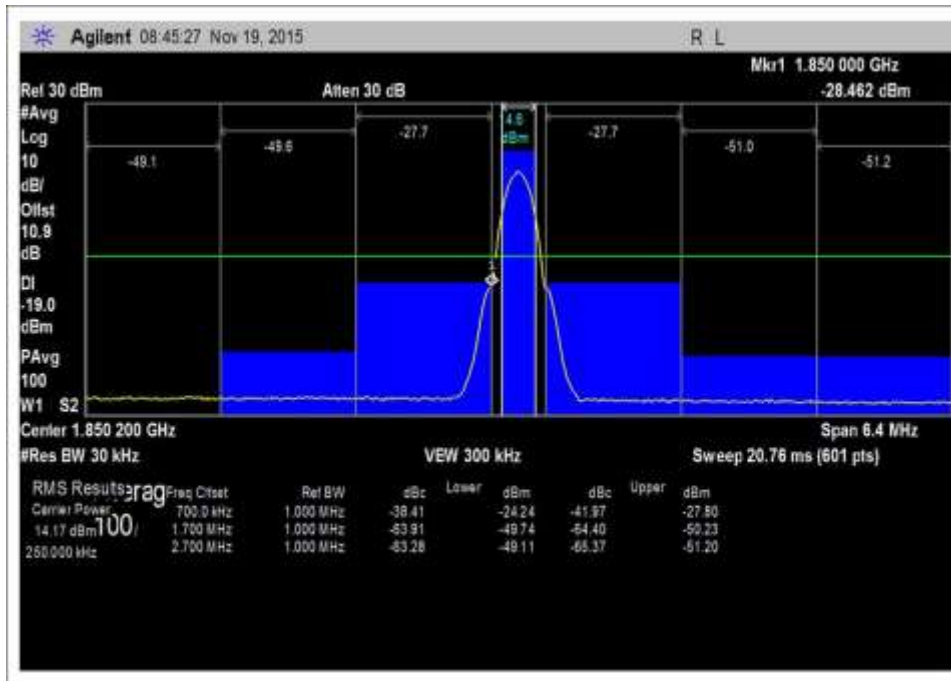 Agilent 08:45:27 Nov 19, 2015 R L
Mkr1 1.850 000 GHz
Ref 30 dBm Atten 30 dB -28.462 dBm
#Avg
Log
10
dB/
Offst
10.9
dB
DI
-19.0
dBm
PAvg
100
W1 S2
-49.1 -49.6 -27.7 4.6 dBm -27.7 -51.0 -51.2
1
Center 1.850 200 GHz Span 6.4 MHz
#Res BW 30 kHz VBW 300 kHz Sweep 20.76 ms (601 pts)
RMS Results Freq Offset Ref BW dBc Lower dBm dBc Upper dBm
Carrier Power 700.0 kHz 1.000 MHz -38.41 -24.24 -41.97 -27.80
14.17 dBm 100/ 1.700 MHz 1.000 MHz -63.91 -49.74 -64.40 -50.23
250.000 kHz 2.700 MHz 1.000 MHz -63.28 -49.11 -65.37 -51.20